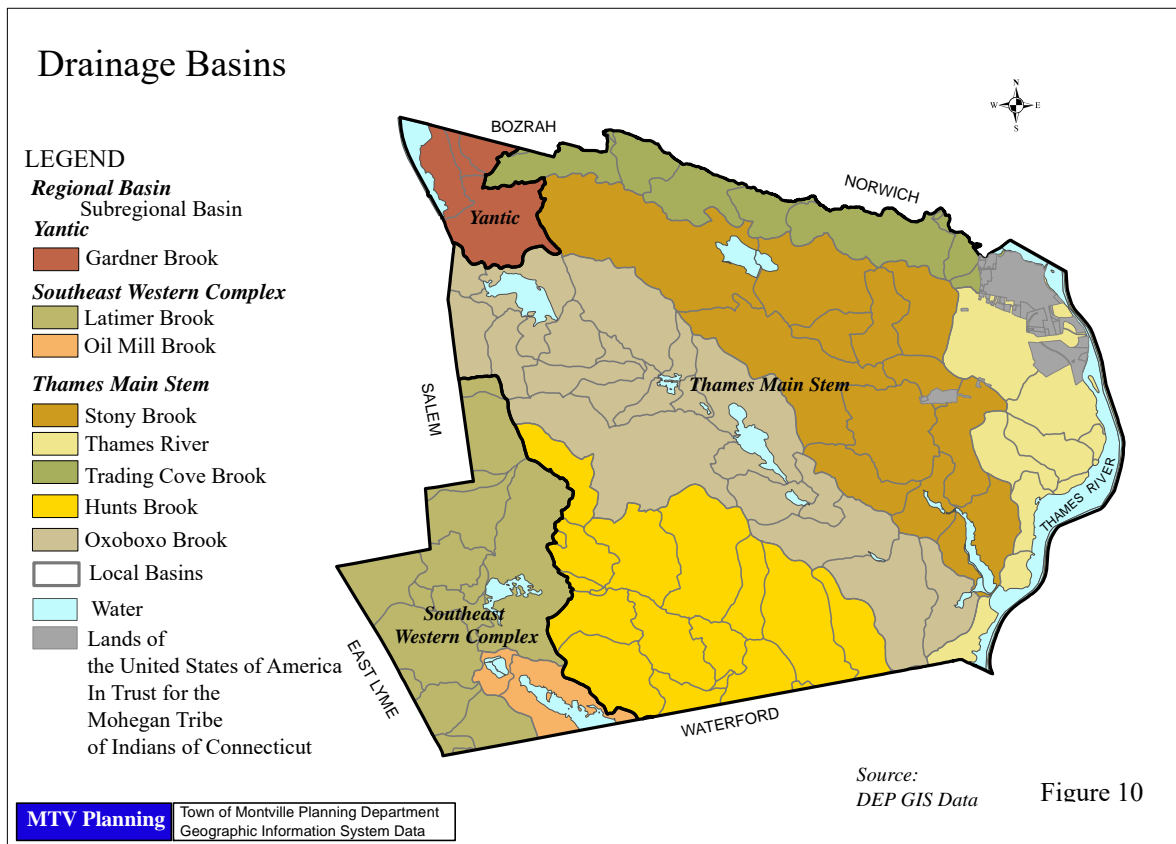 Drainage Basins
N
W E
S
LEGEND
Regional Basin
Subregional Basin
Yantic
Gardner Brook
Southeast Western Complex
Latimer Brook
Oil Mill Brook
Thames Main Stem
Stony Brook
Thames River
Trading Cove Brook
Hunts Brook
Oxoboxo Brook
Local Basins
Water
Lands of
the United States of America
In Trust for the
Mohegan Tribe
of Indians of Connecticut
BOZRAH
NORWICH
Yantic
SALEM
Thames Main Stem
THAMES RIVER
Southeast
Western Complex
EAST LYME
WATERFORD
Source:
DEP GIS Data
Figure 10
MTV Planning
Town of Montville Planning Department
Geographic Information System Data